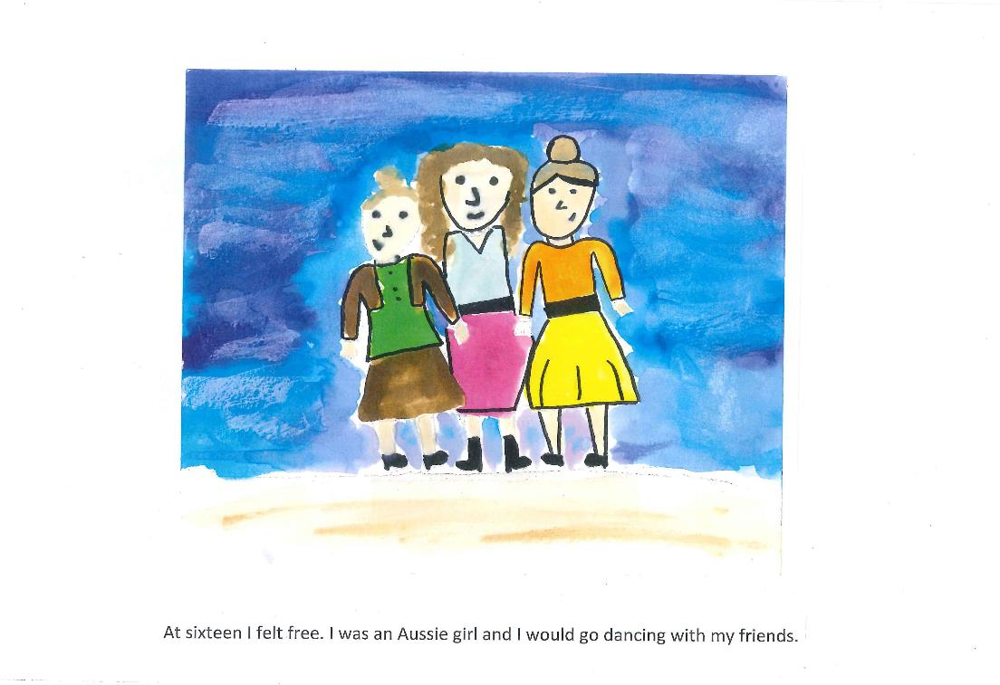 At sixteen I felt free. I was an Aussie girl and I would go dancing with my friends.